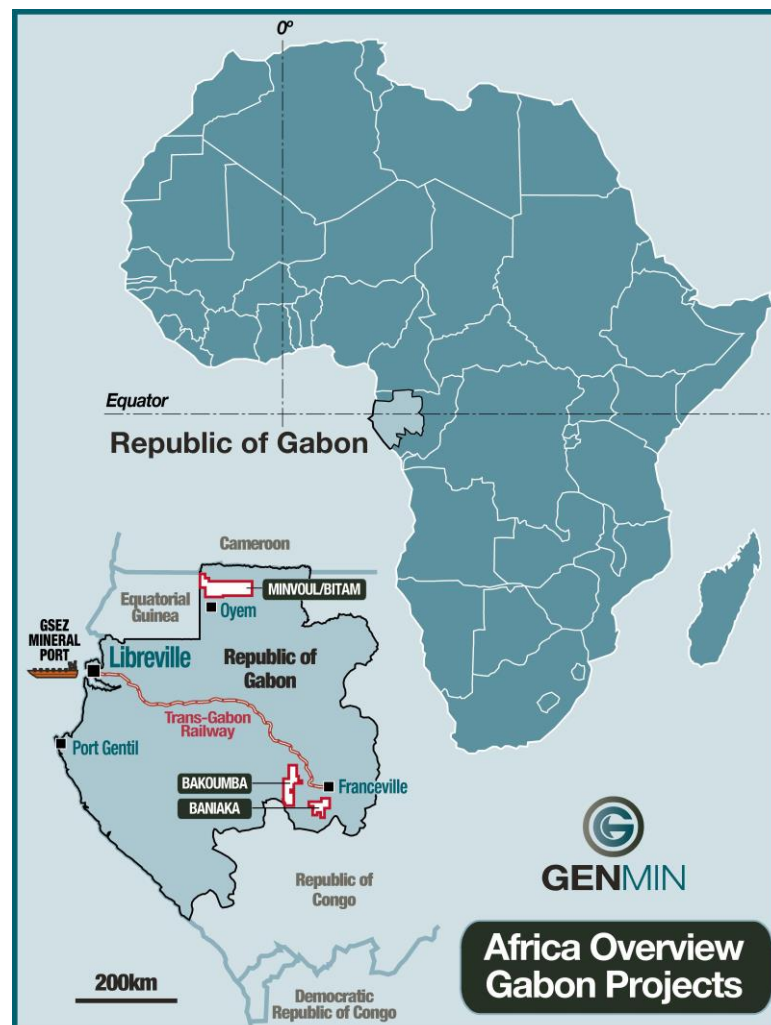 0º
Equator
Republic of Gabon
Cameroon
Equatorial
Guinea
MINVOUL/BITAM
Oyem
GSEZ
MINERAL
PORT
Libreville
Republic of
Gabon
Trans-Gabon
Railway
Port Gentil
BAKOUMBA
Franceville
BANIAKA
Republic of
Congo
200km
Democratic
Republic of Congo
G
GENMIN
Africa Overview
Gabon Projects